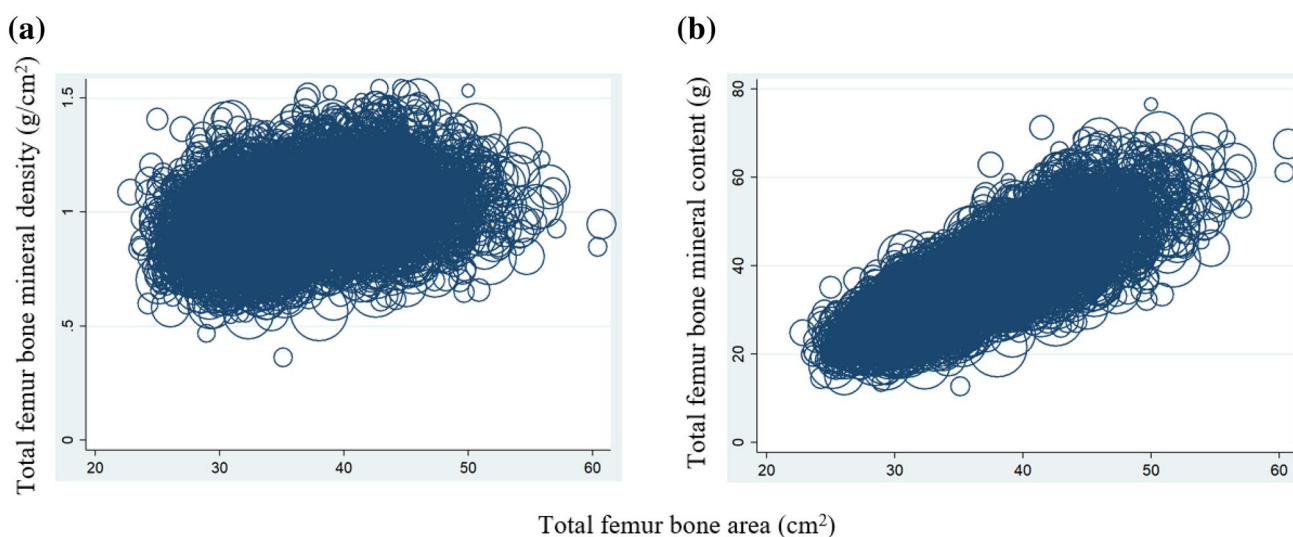 (a)
(b)
Total femur bone mineral density (g/cm²)
1.5
1
.5
0
20 30 40 50 60
Total femur bone mineral content (g)
80
60
40
20
0
20 30 40 50 60
Total femur bone area (cm²)